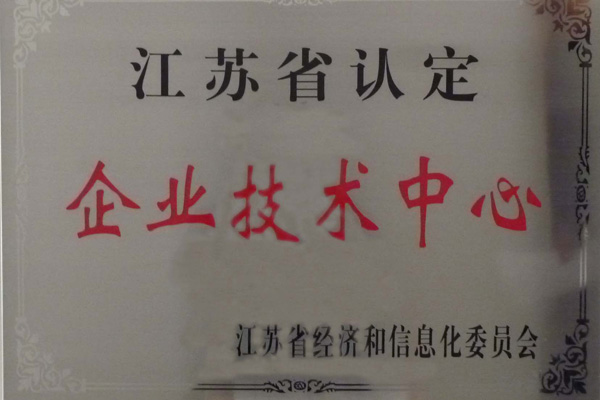 江苏省认定
企业技术中心
江苏省经济和信息化委员会